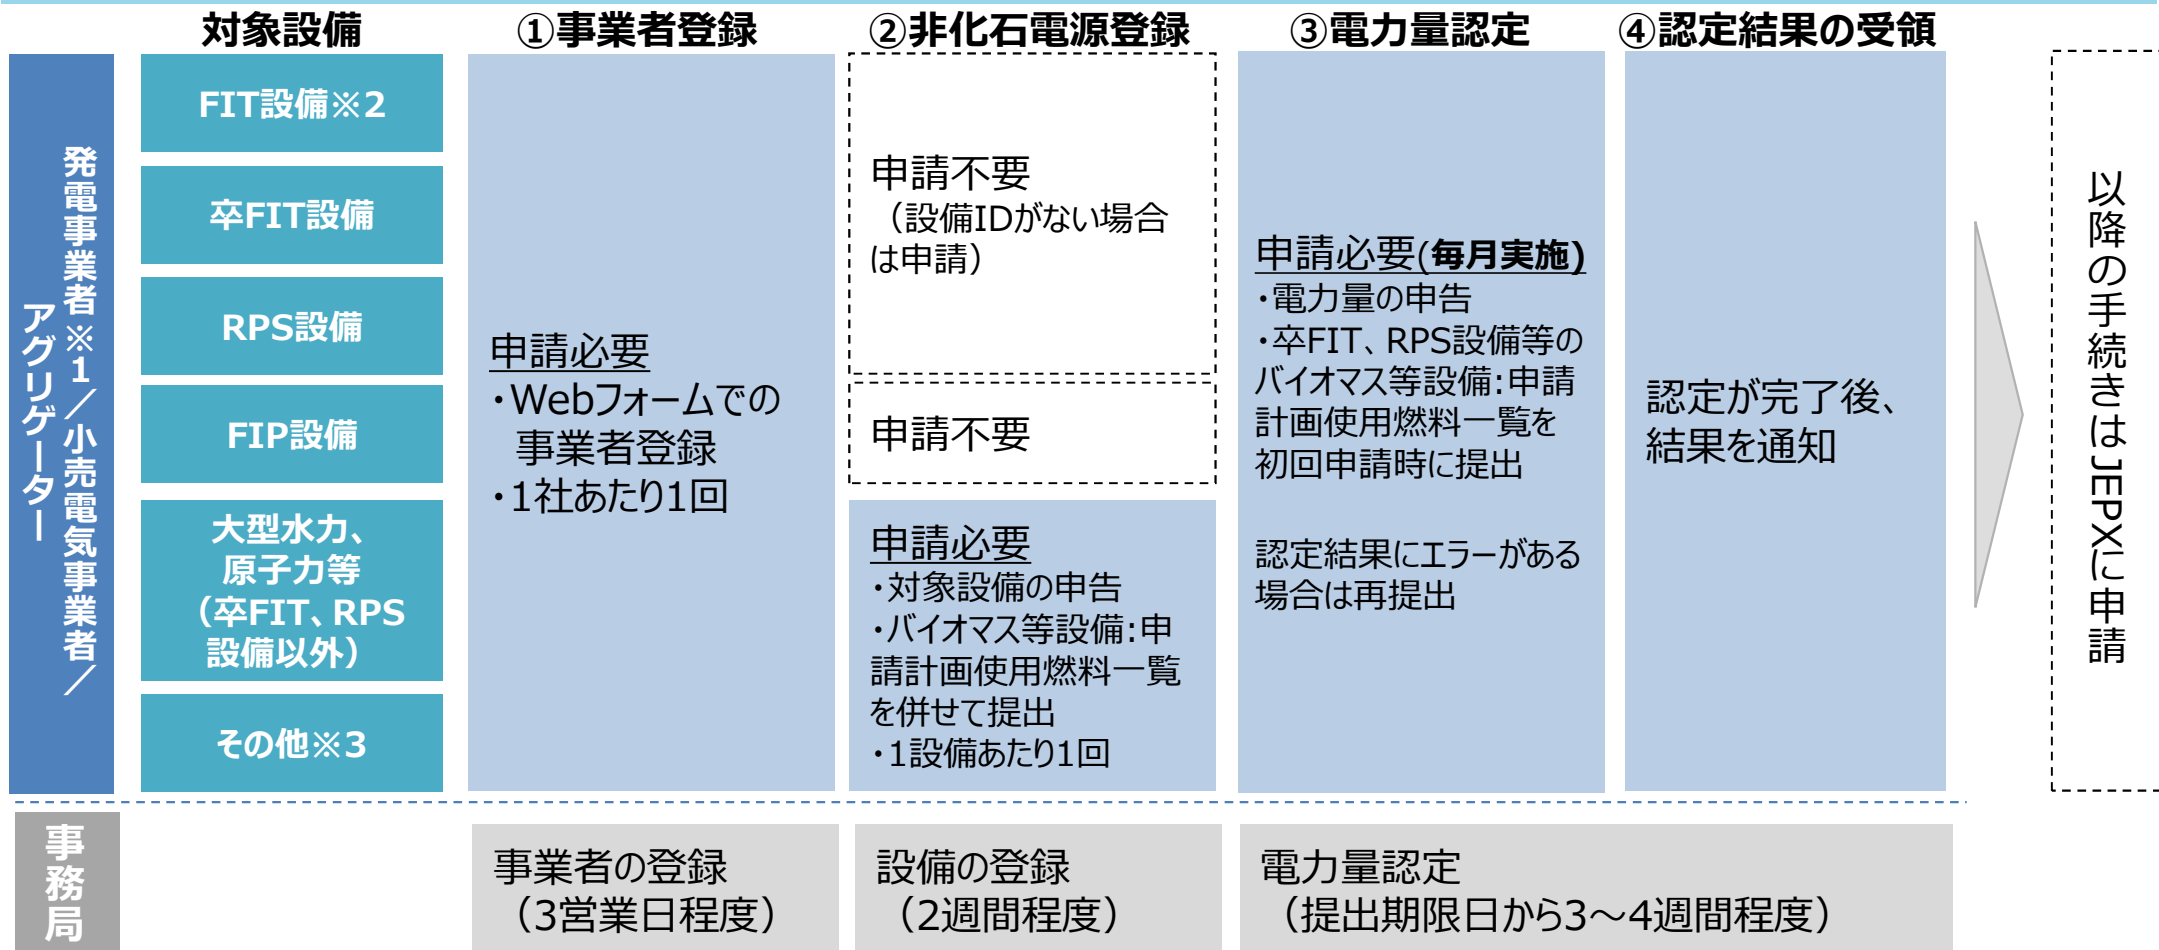 対象設備
①事業者登録
②非化石電源登録
③電力量認定
④認定結果の受領
発電事業者※1／小売電気事業者／
アグリゲーター
FIT設備※2
卒FIT設備
RPS設備
FIP設備
大型水力、
原子力等
（卒FIT、RPS
設備以外）
その他※3
申請必要
・Webフォームでの
事業者登録
・1社あたり1回
申請不要
（設備IDがない場合
は申請）
申請不要
申請必要
・対象設備の申告
・バイオマス等設備：申
請計画使用燃料一覧
を併せて提出
・1設備あたり1回
申請必要(毎月実施)
・電力量の申告
・卒FIT、RPS設備等の
バイオマス等設備：申請
計画使用燃料一覧を
初回申請時に提出
認定結果にエラーがある
場合は再提出
認定が完了後、
結果を通知
以降の手続きはJEPXに申請
事務局
事業者の登録
（3営業日程度）
設備の登録
（2週間程度）
電力量認定
（提出期限日から3～4週間程度）